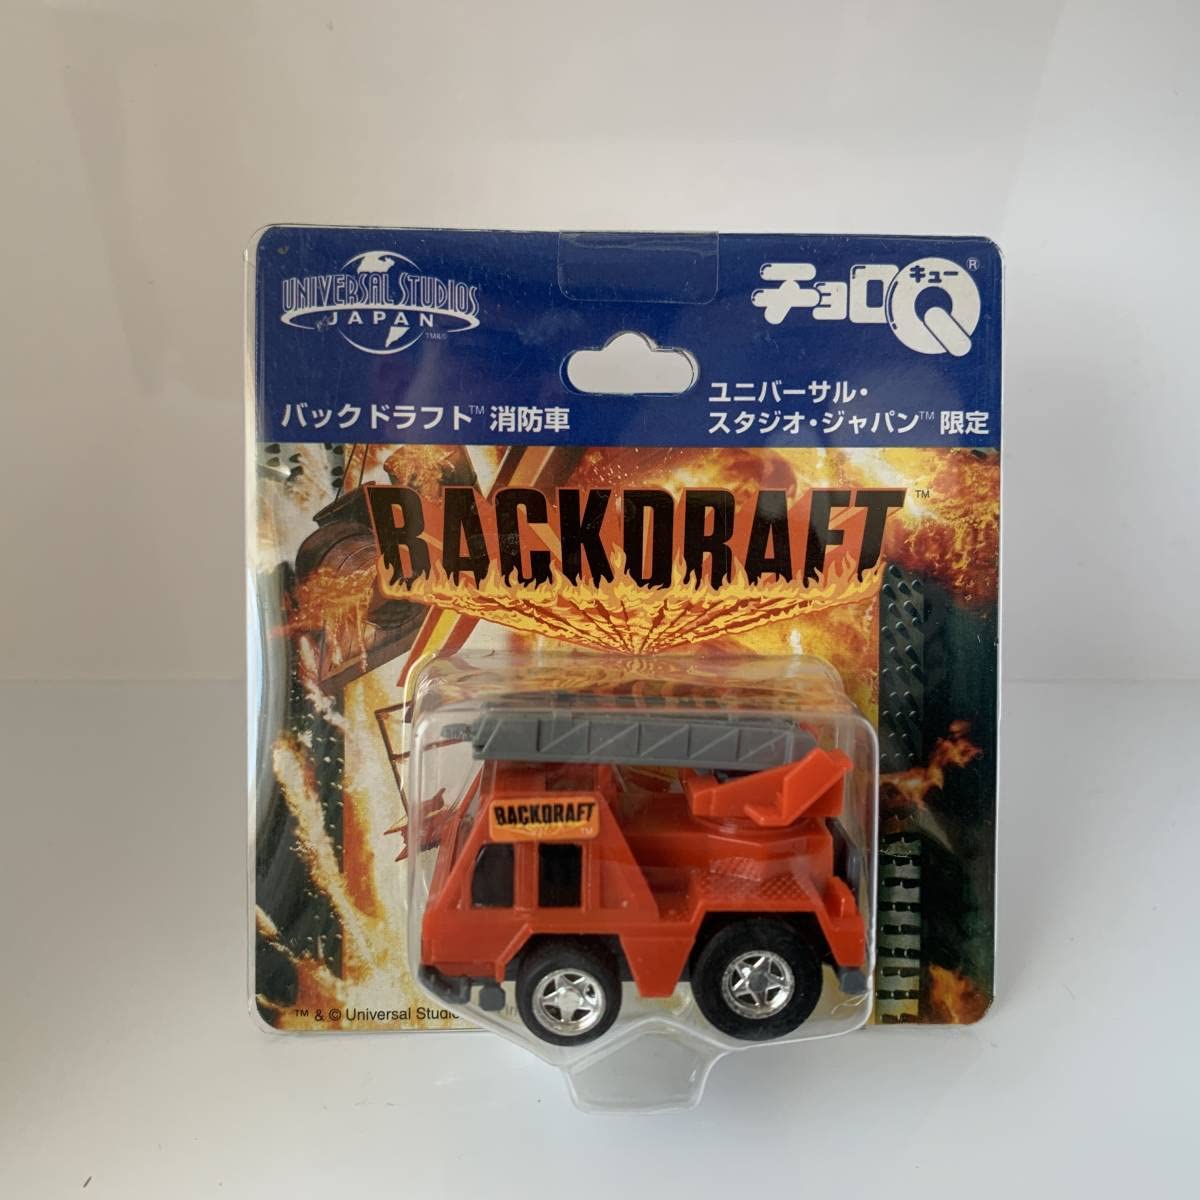 UNIVERSAL STUDIOS
JAPAN
TM&©
チョロQ
キュー
®
バックドラフト™ 消防車
ユニバーサル・
スタジオ・ジャパン™ 限定
BACKDRAFT™
BACKDRAFT
TM
™ & © Universal Studio